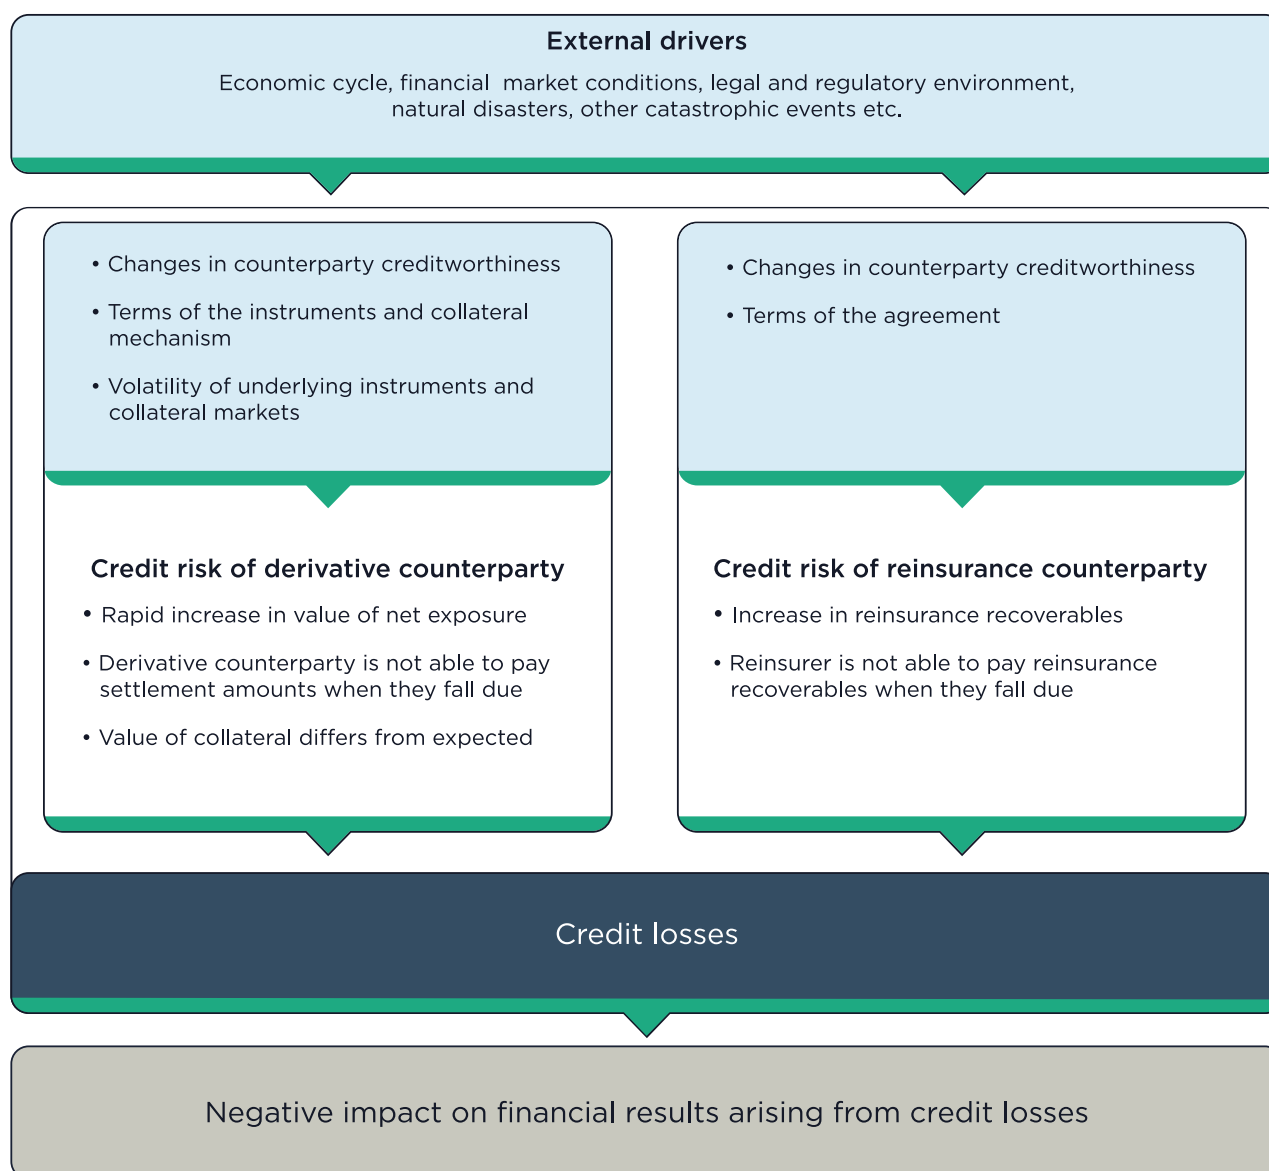 External drivers
Economic cycle, financial market conditions, legal and regulatory environment,
natural disasters, other catastrophic events etc.
• Changes in counterparty creditworthiness
• Terms of the instruments and collateral
mechanism
• Volatility of underlying instruments and
collateral markets
Credit risk of derivative counterparty
• Rapid increase in value of net exposure
• Derivative counterparty is not able to pay
settlement amounts when they fall due
• Value of collateral differs from expected
• Changes in counterparty creditworthiness
• Terms of the agreement
Credit risk of reinsurance counterparty
• Increase in reinsurance recoverables
• Reinsurer is not able to pay reinsurance
recoverables when they fall due
Credit losses
Negative impact on financial results arising from credit losses